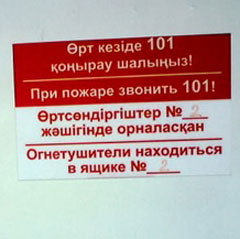 Өрт кезіде 101
қоңырау шалыңыз!
При пожаре звонить 101!
Өртсөндіргіштер № 2
жәшігінде орналасқан
Огнетушители находиться
в ящике № 2